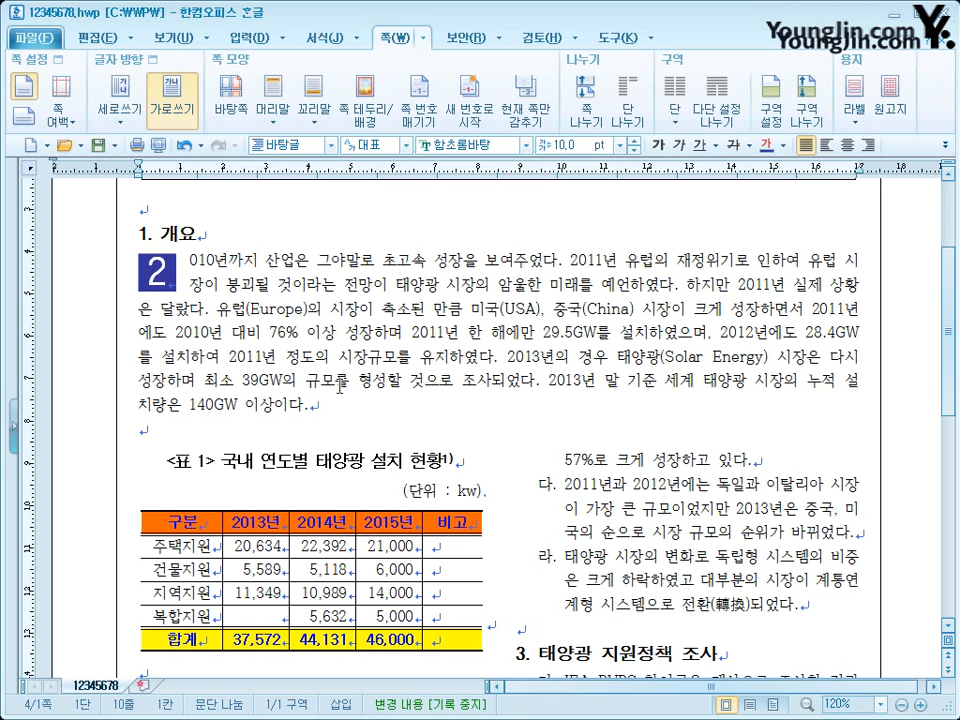 12345678.hwp [C:\WP\] - 한컴오피스 한글
YoungJin.com Y.
YoungJin.com
파일(F) 편집(E) 보기(U) 입력(D) 서식(J) 쪽(W) 보안(B) 검토(H) 도구(K)
쪽 설정 글자 방향 쪽 모양 나누기 구역 용지
쪽 여백 세로쓰기 가로쓰기 바탕쪽 머리말 꼬리말 쪽 테두리/배경 쪽 번호 매기기 새 번호로 시작 현재 쪽만 감추기 쪽 나누기 단 나누기 단 다단 설정 나누기 구역 설정 구역 나누기 라벨 원고지
바탕글 대표 함초롬바탕 10.0 pt 가 가 가 가 가
2 1 1 2 3 4 5 6 7 8 9 10 11 12 13 14 15 16 17 18
1. 개요
2010년까지 산업은 그야말로 초고속 성장을 보여주었다. 2011년 유럽의 재정위기로 인하여 유럽 시
장이 붕괴될 것이라는 전망이 태양광 시장의 암울한 미래를 예언하였다. 하지만 2011년 실제 상황
은 달랐다. 유럽(Europe)의 시장이 축소된 만큼 미국(USA), 중국(China) 시장이 크게 성장하면서 2011년
에도 2010년 대비 76% 이상 성장하며 2011년 한 해에만 29.5GW를 설치하였으며, 2012년에도 28.4GW
를 설치하여 2011년 정도의 시장규모를 유지하였다. 2013년의 경우 태양광(Solar Energy) 시장은 다시
성장하며 최소 39GW의 규모를 형성할 것으로 조사되었다. 2013년 말 기준 세계 태양광 시장의 누적 설
치량은 140GW 이상이다.
<표 1> 국내 연도별 태양광 설치 현황1)
(단위 : kw)
구분 2013년 2014년 2015년 비고
주택지원 20,634 22,392 21,000
건물지원 5,589 5,118 6,000
지역지원 11,349 10,989 14,000
복합지원 5,632 5,000
합계 37,572 44,131 46,000
57%로 크게 성장하고 있다.
다. 2011년과 2012년에는 독일과 이탈리아 시장
이 가장 큰 규모이었지만 2013년은 중국, 미
국의 순으로 시장 규모의 순위가 바뀌었다.
라. 태양광 시장의 변화로 독립형 시스템의 비중
은 크게 하락하였고 대부분의 시장이 계통연
계형 시스템으로 전환(轉換)되었다.
3. 태양광 지원정책 조사
12345678
4/1쪽 1단 10줄 1칸 문단 나눔 1/1 구역 삽입 변경 내용 [기록 중지] 120%